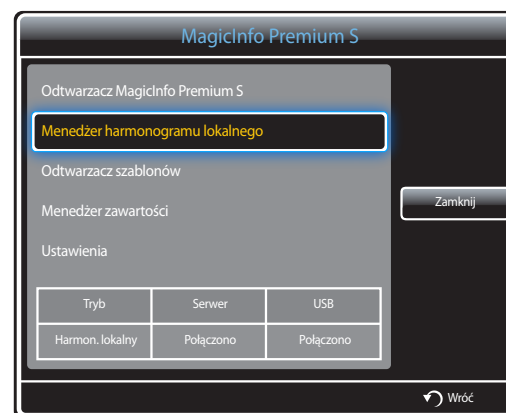 MagicInfo Premium S
Odtwarzacz MagicInfo Premium S
Menedżer harmonogramu lokalnego
Odtwarzacz szablonów
Menedżer zawartości
Ustawienia
Zamknij
Tryb Serwer USB
Harmon. lokalny Połączono Połączono
Wróć